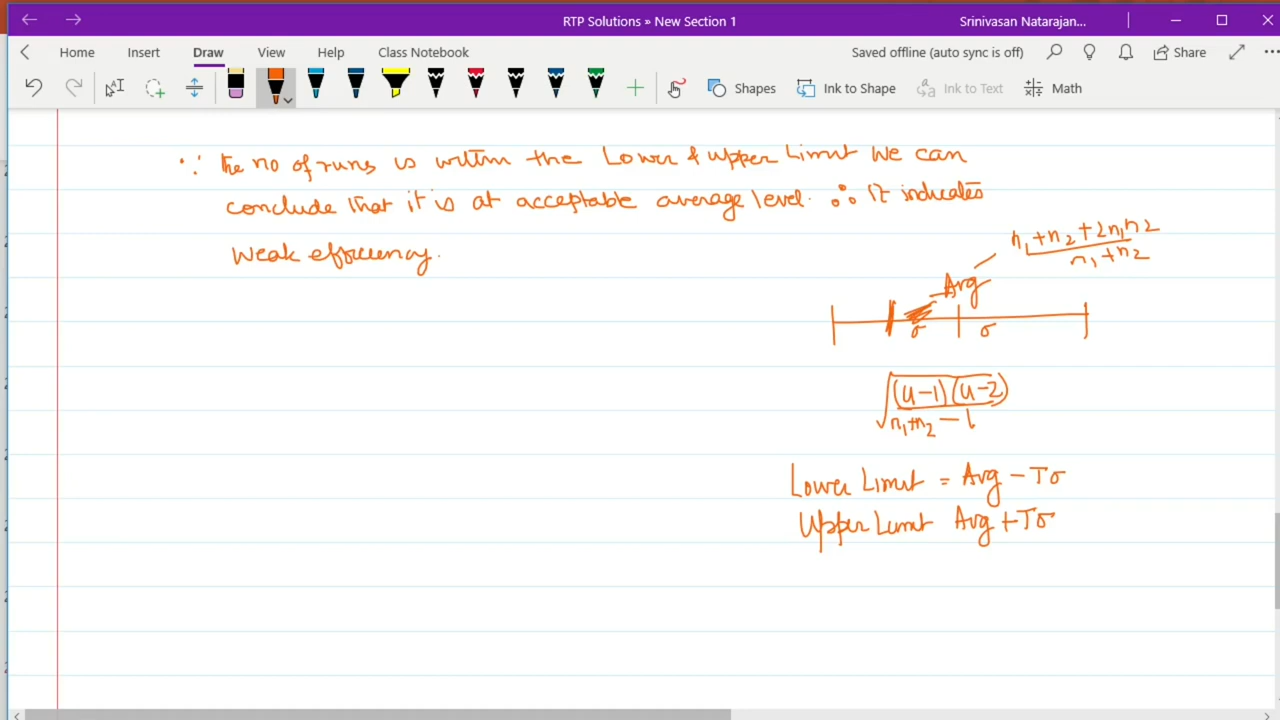 RTP Solutions » New Section 1
Srinivasan Natarajan...
Home Insert Draw View Help Class Notebook
Saved offline (auto sync is off)
Share
Shapes
Ink to Shape
Ink to Text
Math
∵ the no of runs is within the Lower & upper Limit we can
conclude that it is at acceptable average level. ∴ It indicates
weak efficiency.
n1+n2+2n1n2
n1+n2
Avg
σ σ
√(u-1)(u-2)
n1+n2-1
Lower Limit = Avg - Tσ
Upper Limit Avg + Tσ